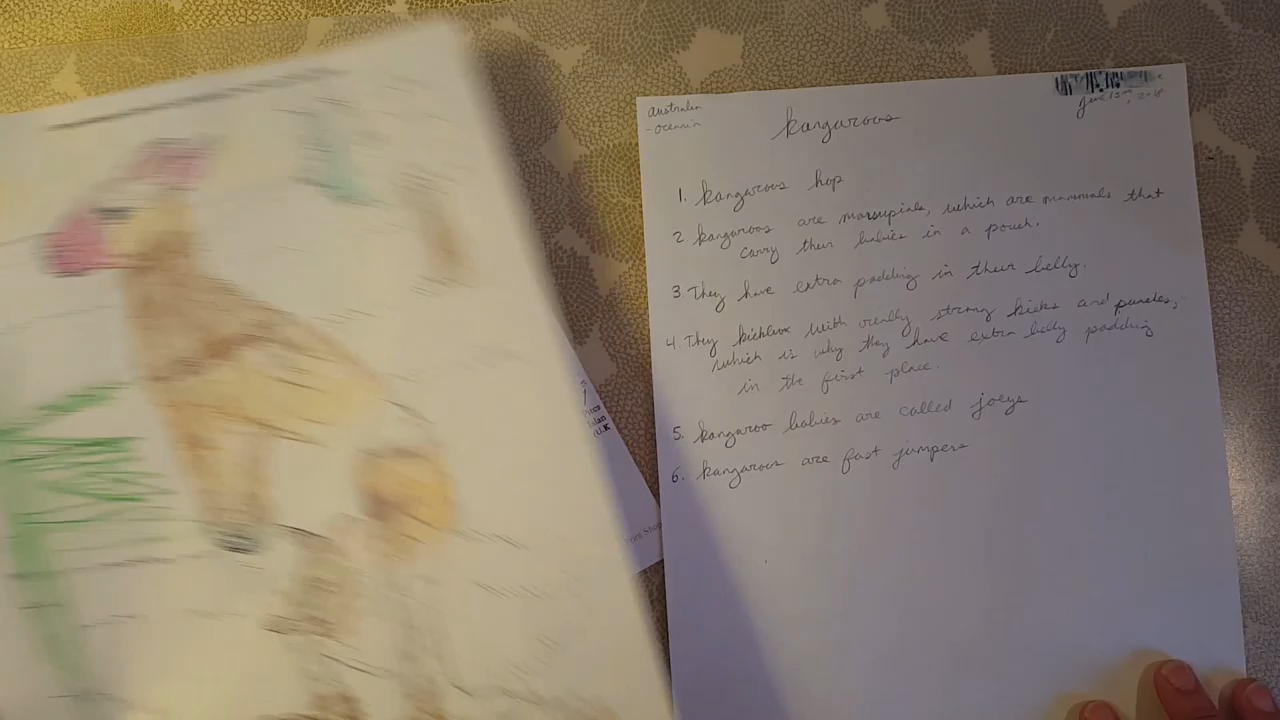 Australia
- oceania
kangaroos
June 13, 2018
1. kangaroos hop
2. kangaroos are marsupials, which are mammals that
carry their babies in a pouch.
3. They have extra padding in their belly.
4. They kickbox with really strong kicks and punches,
which is why they have extra belly padding
in the first place.
5. kangaroo babies are called joeys
6. kangaroos are fast jumpers
(U.K
Print Shop